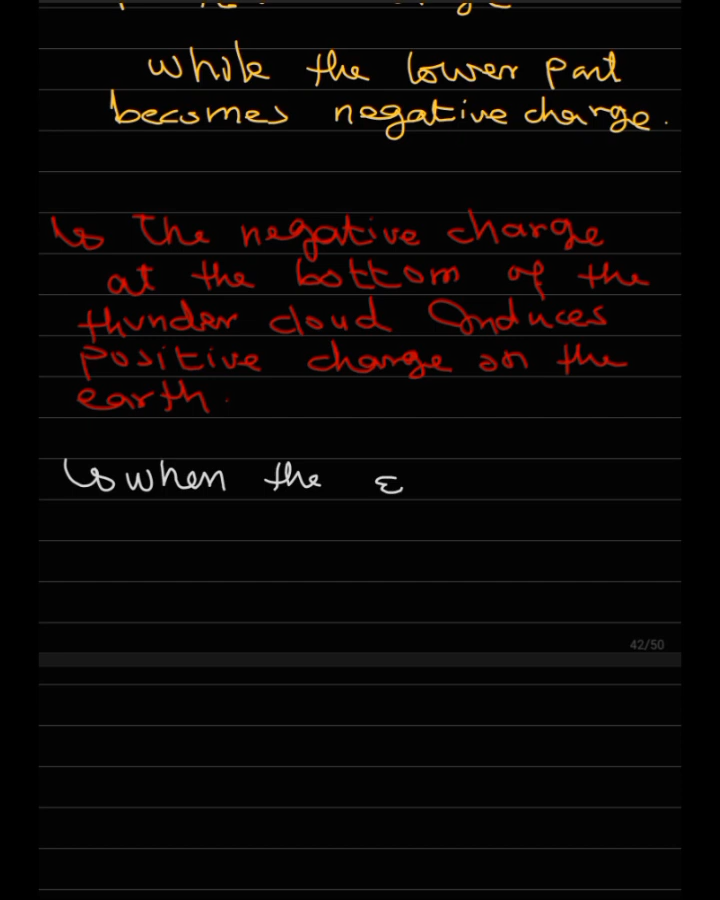 while the lower part
becomes negative charge.
↳ The negative charge
at the bottom of the
thunder cloud Induces
positive charge on the
earth.
↳ when the ε
42/50